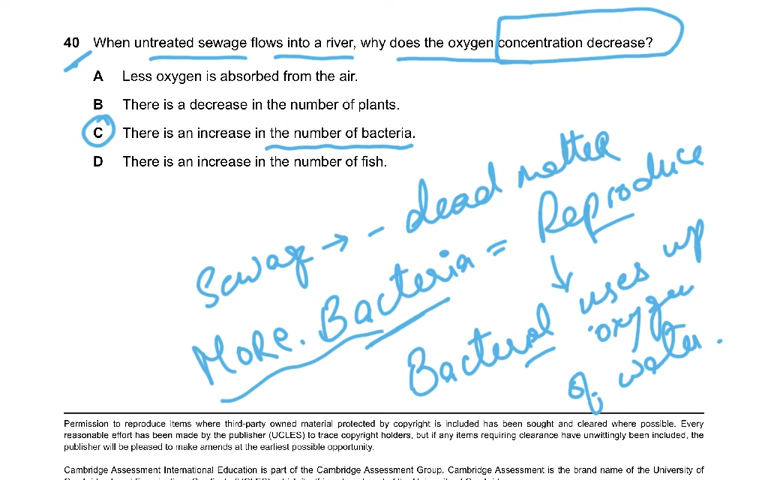 40 When untreated sewage flows into a river, why does the oxygen concentration decrease?
A Less oxygen is absorbed from the air.
B There is a decrease in the number of plants.
C There is an increase in the number of bacteria.
D There is an increase in the number of fish.
Sewag → - dead matter
More. Bacteria = Reproduce
↓
Bacteral uses up
oxygen
of water.
Permission to reproduce items where third-party owned material protected by copyright is included has been sought and cleared where possible. Every
reasonable effort has been made by the publisher (UCLES) to trace copyright holders, but if any items requiring clearance have unwittingly been included, the
publisher will be pleased to make amends at the earliest possible opportunity.
Cambridge Assessment International Education is part of the Cambridge Assessment Group. Cambridge Assessment is the brand name of the University of